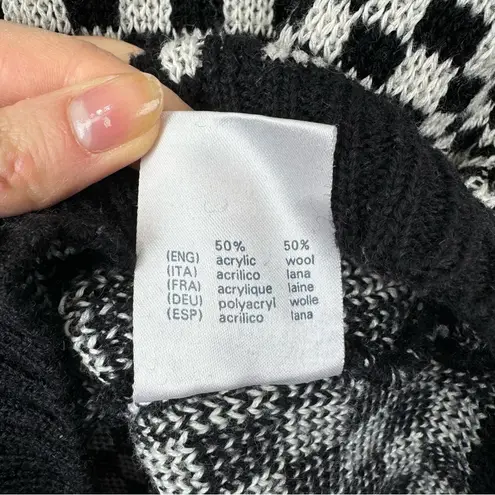 50% 50%
(ENG) acrylic wool
(ITA) acrilico lana
(FRA) acrylique laine
(DEU) polyacryl wolle
(ESP) acrilico lana